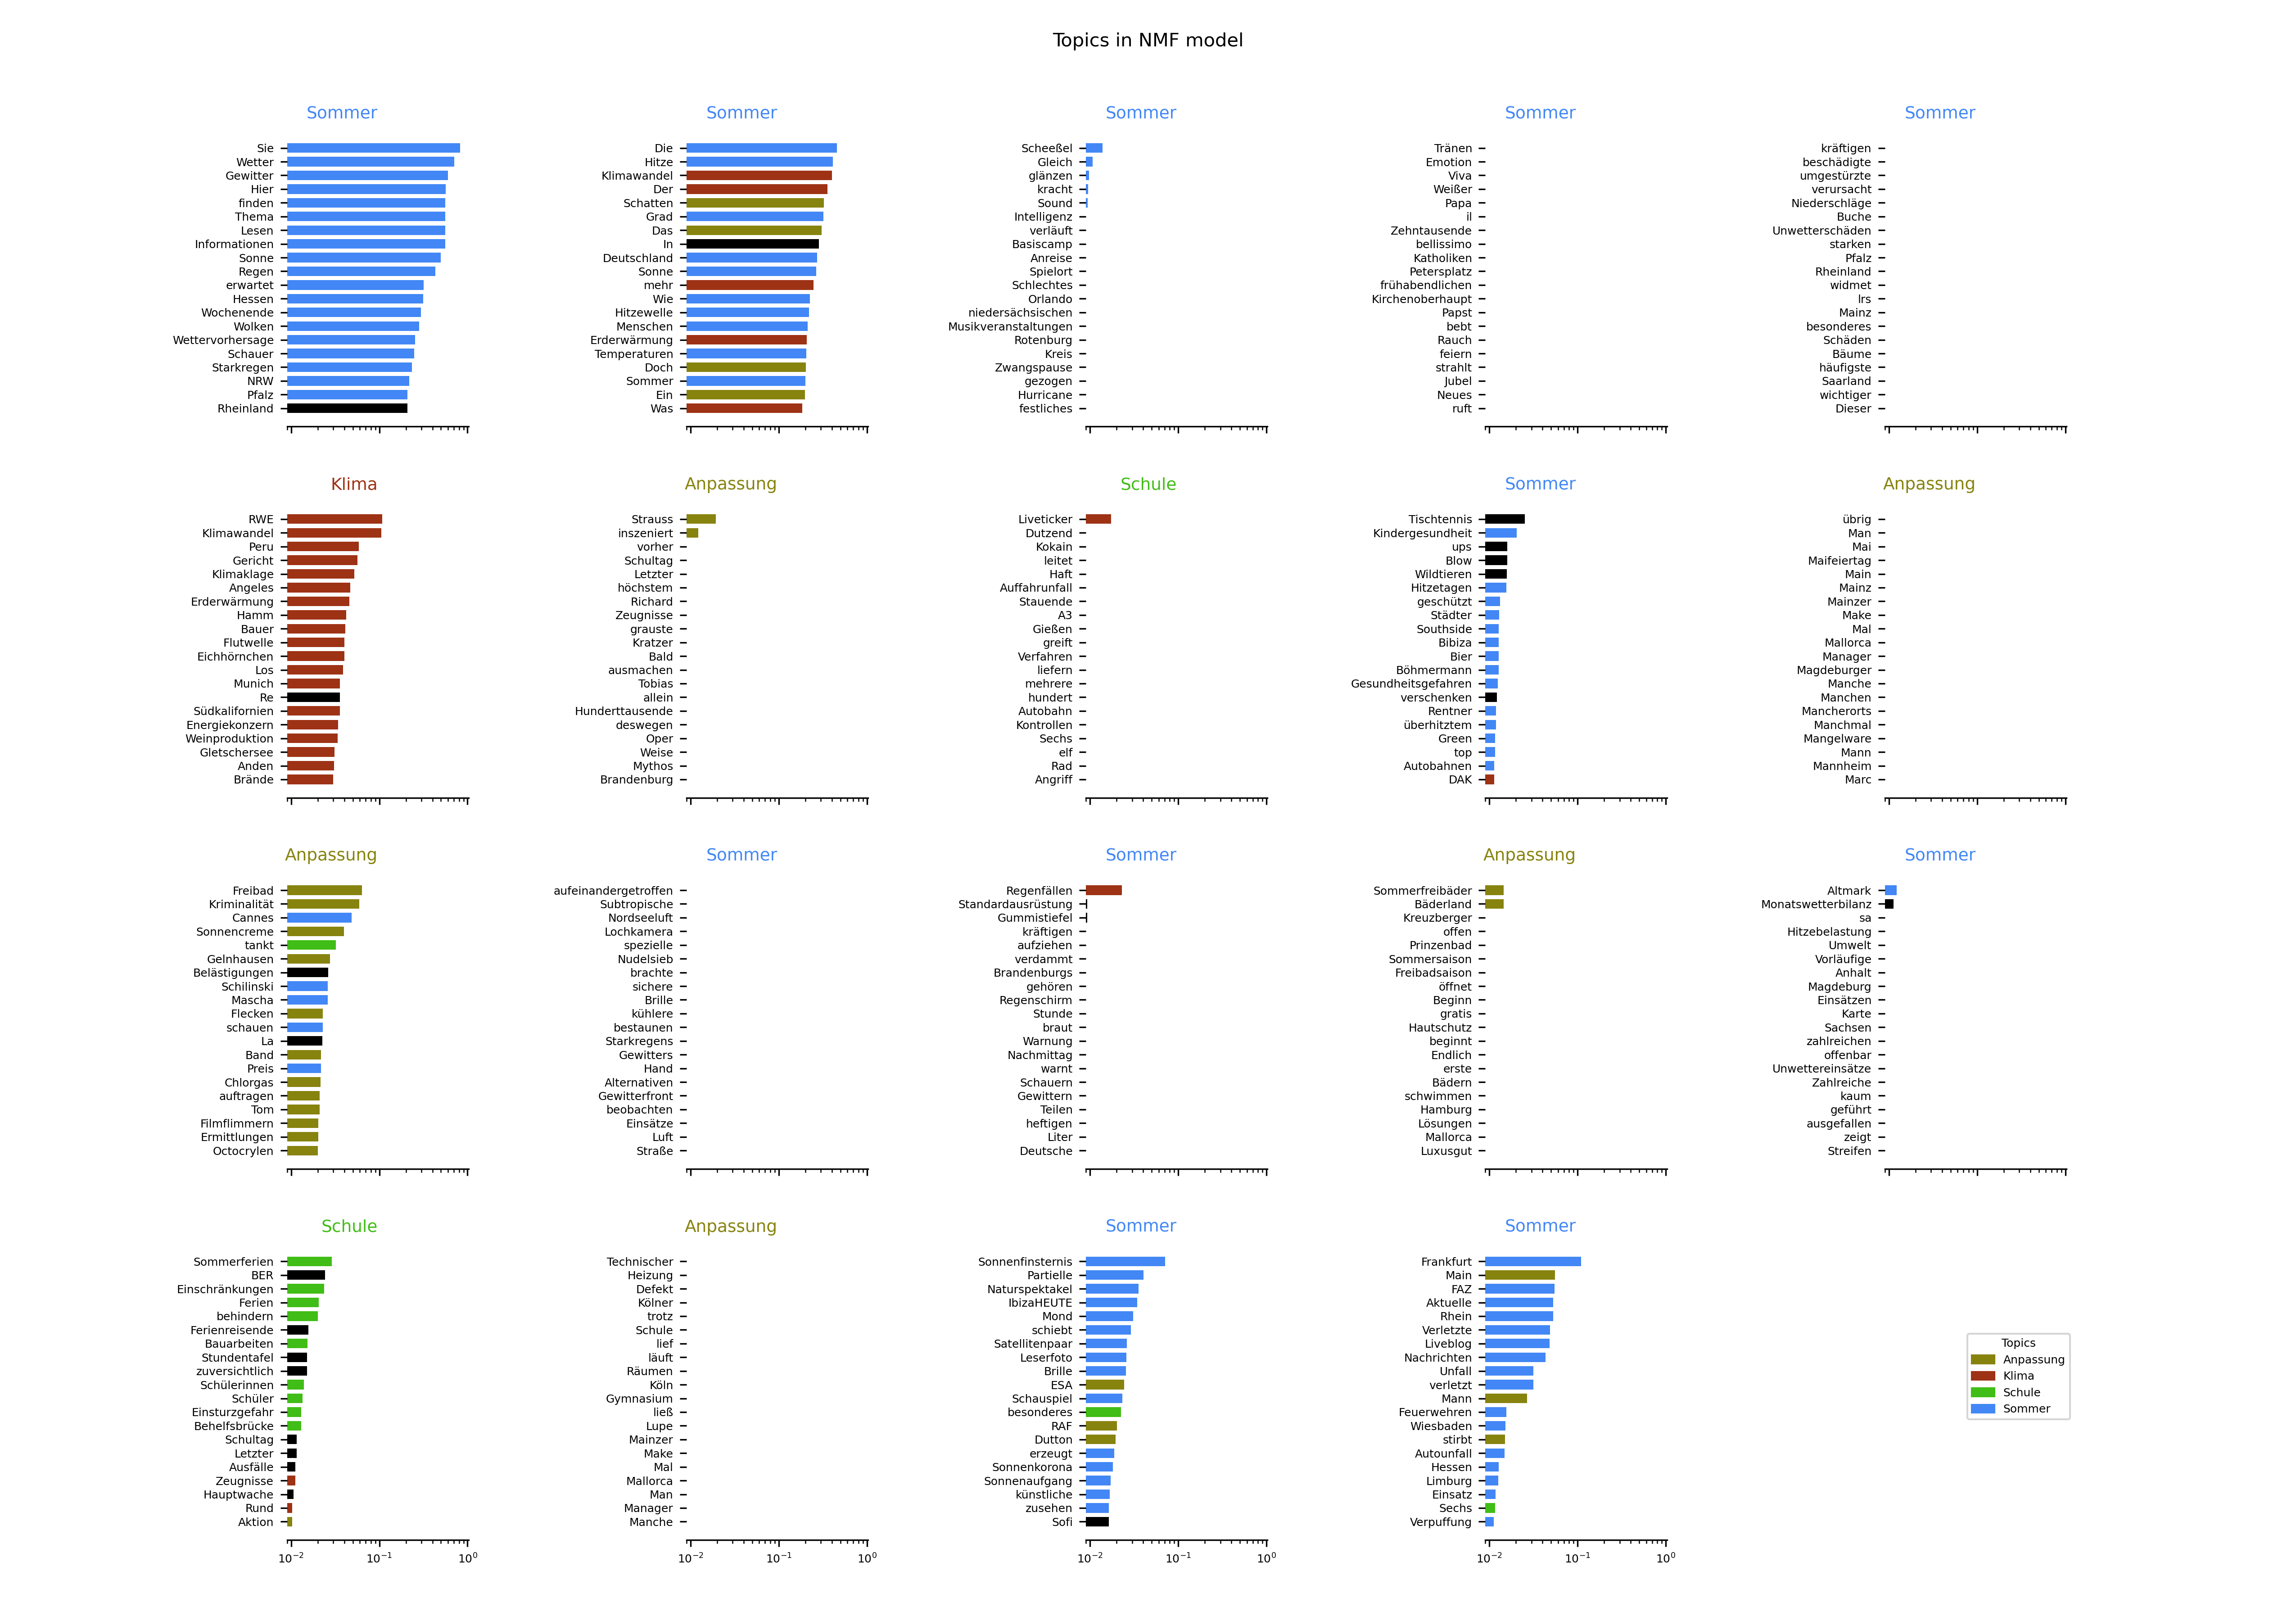 Topics in NMF model
Sommer
Sie
Wetter
Gewitter
Hier
finden
Thema
Lesen
Informationen
Sonne
Regen
erwartet
Hessen
Wochenende
Wolken
Wettervorhersage
Schauer
Starkregen
NRW
Pfalz
Rheinland
Sommer
Die
Hitze
Klimawandel
Der
Schatten
Grad
Das
In
Deutschland
Sonne
mehr
Wie
Hitzewelle
Menschen
Erderwärmung
Temperaturen
Doch
Sommer
Ein
Was
Sommer
Scheeßel
Gleich
glänzen
kracht
Sound
Intelligenz
verläuft
Basiscamp
Anreise
Spielort
Schlechtes
Orlando
niedersächsischen
Musikveranstaltungen
Rotenburg
Kreis
Zwangspause
gezogen
Hurricane
festliches
Sommer
Tränen
Emotion
Viva
Weißer
Papa
il
Zehntausende
bellissimo
Katholiken
Petersplatz
frühabendlichen
Kirchenoberhaupt
Papst
bebt
Rauch
feiern
strahlt
Jubel
Neues
ruft
Sommer
kräftigen
beschädigte
umgestürzte
verursacht
Niederschläge
Buche
Unwetterschäden
starken
Pfalz
Rheinland
widmet
lrs
Mainz
besonderes
Schäden
Bäume
häufigste
Saarland
wichtiger
Dieser
Klima
RWE
Klimawandel
Peru
Gericht
Klimaklage
Angeles
Erderwärmung
Hamm
Bauer
Flutwelle
Eichhörnchen
Los
Munich
Re
Südkalifornien
Energiekonzern
Weinproduktion
Gletschersee
Anden
Brände
Anpassung
Strauss
inszeniert
vorher
Schultag
Letzter
höchstem
Richard
Zeugnisse
grauste
Kratzer
Bald
ausmachen
Tobias
allein
Hunderttausende
deswegen
Oper
Weise
Mythos
Brandenburg
Schule
Liveticker
Dutzend
Kokain
leitet
Haft
Auffahrunfall
Stauende
A3
Gießen
greift
Verfahren
liefern
mehrere
hundert
Autobahn
Kontrollen
Sechs
elf
Rad
Angriff
Sommer
Tischtennis
Kindergesundheit
ups
Blow
Wildtieren
Hitzetagen
geschützt
Städter
Southside
Bibiza
Bier
Böhmermann
Gesundheitsgefahren
verschenken
Rentner
überhitztem
Green
top
Autobahnen
DAK
Anpassung
übrig
Man
Mai
Maifeiertag
Main
Mainz
Mainzer
Make
Mal
Mallorca
Manager
Magdeburger
Manche
Manchen
Mancherorts
Manchmal
Mangelware
Mann
Mannheim
Marc
Anpassung
Freibad
Kriminalität
Cannes
Sonnencreme
tankt
Gelnhausen
Belästigungen
Schilinski
Mascha
Flecken
schauen
La
Band
Preis
Chlorgas
auftragen
Tom
Filmflimmern
Ermittlungen
Octocrylen
Sommer
aufeinandergetroffen
Subtropische
Nordseeluft
Lochkamera
spezielle
Nudelsieb
brachte
sichere
Brille
kühlere
bestaunen
Starkregens
Gewitters
Hand
Alternativen
Gewitterfront
beobachten
Einsätze
Luft
Straße
Sommer
Regenfällen
Standardausrüstung
Gummistiefel
kräftigen
aufziehen
verdammt
Brandenburgs
gehören
Regenschirm
Stunde
braut
Warnung
Nachmittag
warnt
Schauern
Gewittern
Teilen
heftigen
Liter
Deutsche
Anpassung
Sommerfreibäder
Bäderland
Kreuzberger
offen
Prinzenbad
Sommersaison
Freibadsaison
öffnet
Beginn
gratis
Hautschutz
beginnt
Endlich
erste
Bädern
schwimmen
Hamburg
Lösungen
Mallorca
Luxusgut
Sommer
Altmark
Monatswetterbilanz
sa
Hitzebelastung
Umwelt
Vorläufige
Anhalt
Magdeburg
Einsätzen
Karte
Sachsen
zahlreichen
offenbar
Unwettereinsätze
Zahlreiche
kaum
geführt
ausgefallen
zeigt
Streifen
Schule
Sommerferien
BER
Einschränkungen
Ferien
behindern
Ferienreisende
Bauarbeiten
Stundentafel
zuversichtlich
Schülerinnen
Schüler
Einsturzgefahr
Behelfsbrücke
Schultag
Letzter
Ausfälle
Zeugnisse
Hauptwache
Rund
Aktion
10⁻² 10⁻¹ 10⁰
Anpassung
Technischer
Heizung
Defekt
Kölner
trotz
Schule
lief
läuft
Räumen
Köln
Gymnasium
ließ
Lupe
Mainzer
Make
Mal
Mallorca
Man
Manager
Manche
10⁻² 10⁻¹ 10⁰
Sommer
Sonnenfinsternis
Partielle
Naturspektakel
IbizaHEUTE
Mond
schiebt
Satellitenpaar
Leserfoto
Brille
ESA
Schauspiel
besonderes
RAF
Dutton
erzeugt
Sonnenkorona
Sonnenaufgang
künstliche
zusehen
Sofi
10⁻² 10⁻¹ 10⁰
Sommer
Frankfurt
Main
FAZ
Aktuelle
Rhein
Verletzte
Liveblog
Nachrichten
Unfall
verletzt
Mann
Feuerwehren
Wiesbaden
stirbt
Autounfall
Hessen
Limburg
Einsatz
Sechs
Verpuffung
10⁻² 10⁻¹ 10⁰
Topics
Anpassung
Klima
Schule
Sommer